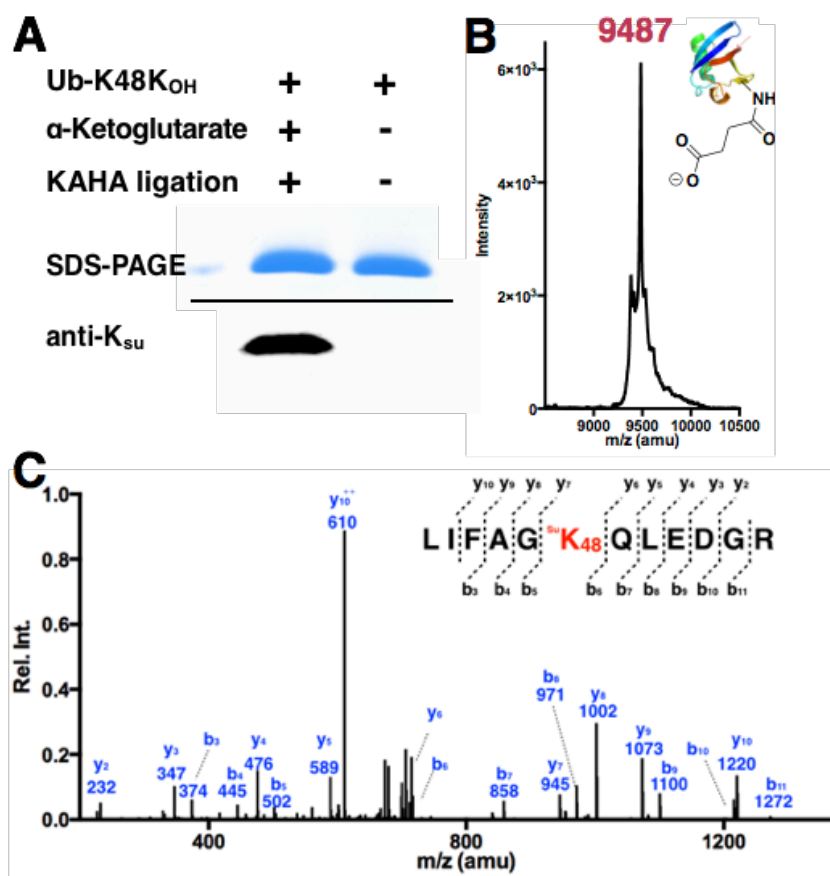 A
Ub-K48KOH + +
α-Ketoglutarate + -
KAHA ligation + -
SDS-PAGE
anti-Ksu
B
9487
6×10³
4×10³
2×10³
0
Intensity
9000 9500 10000 10500
m/z (amu)
NH
O
O
O
⊖
C
1.0
0.8
0.6
0.4
0.2
0.0
Rel. Int.
y10 y9 y8 y7 y6 y5 y4 y3 y2
L I F A G SuK48 Q L E D G R
b3 b4 b5 b6 b7 b8 b9 b10 b11
y2
232
y3
347
b3
374
b4
445
y4
476
b5
502
y5
589
y10++
610
y6
b6
b7
858
y7
945
b8
971
y8
1002
y9
1073
b9
1100
b10
y10
1220
b11
1272
400 800 1200
m/z (amu)